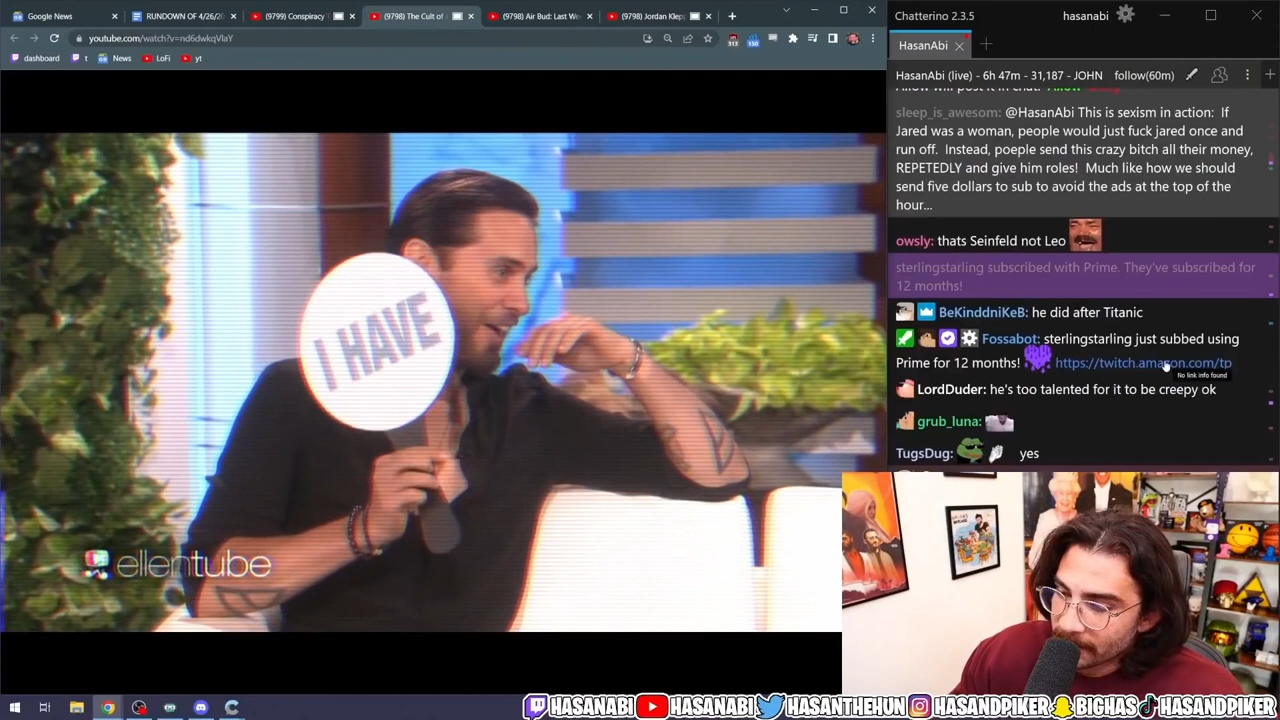 Google News
RUNDOWN OF 4/26/20
(9799) Conspiracy
(9798) The Cult of
(9798) Air Bud: Last Wo
(9798) Jordan Klep
youtube.com/watch?v=nd6dwkqVlaY
dashboard
t
News
LoFi
yt
Chatterino 2.3.5
hasanabi
HasanAbi
HasanAbi (live) - 6h 47m - 31,187 - JOHN
follow(60m)
sleep_is_awesom: @HasanAbi This is sexism in action: If
Jared was a woman, people would just fuck jared once and
run off. Instead, poeple send this crazy bitch all their money,
REPETEDLY and give him roles! Much like how we should
send five dollars to sub to avoid the ads at the top of the
hour...
owsly: thats Seinfeld not Leo
sterlingstarling subscribed with Prime. They've subscribed for
12 months!
BeKinddniKeB: he did after Titanic
Fossabot: sterlingstarling just subbed using
Prime for 12 months! https://twitch.amazon.com/tp
No link info found
LordDuder: he's too talented for it to be creepy ok
grub_luna:
TugsDug: yes
I HAVE
ellentube
HASANABI
HASANABI
HASANTHEHUN
HASANDPIKER
BIGHAS
HASANDPIKER